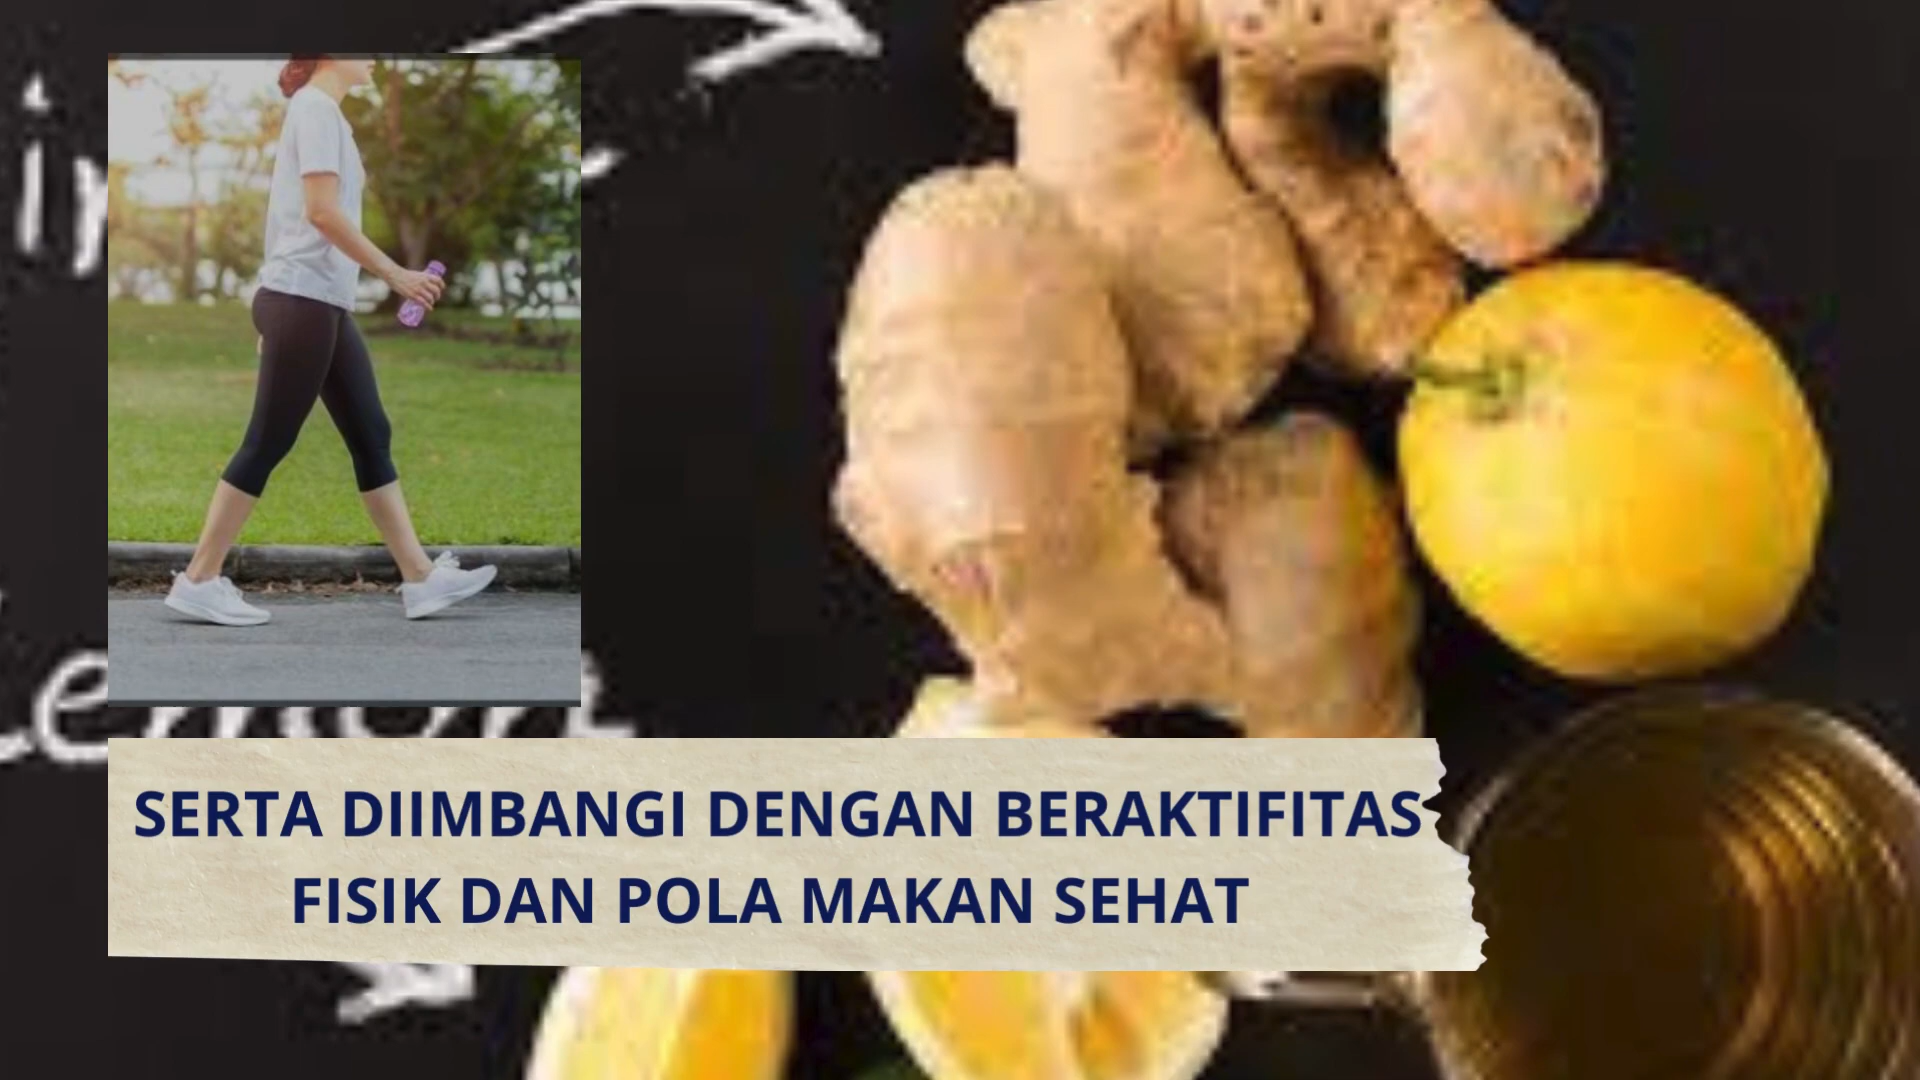 SERTA DIIMBANGI DENGAN BERAKTIFITAS
FISIK DAN POLA MAKAN SEHAT